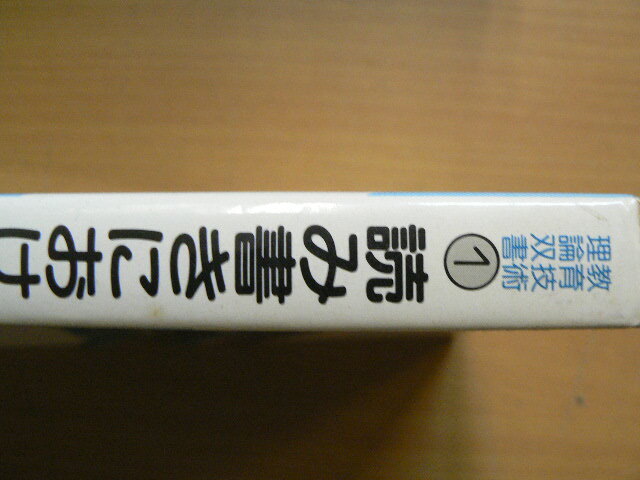 教育技術
理論双書
①
読み書きにおけ